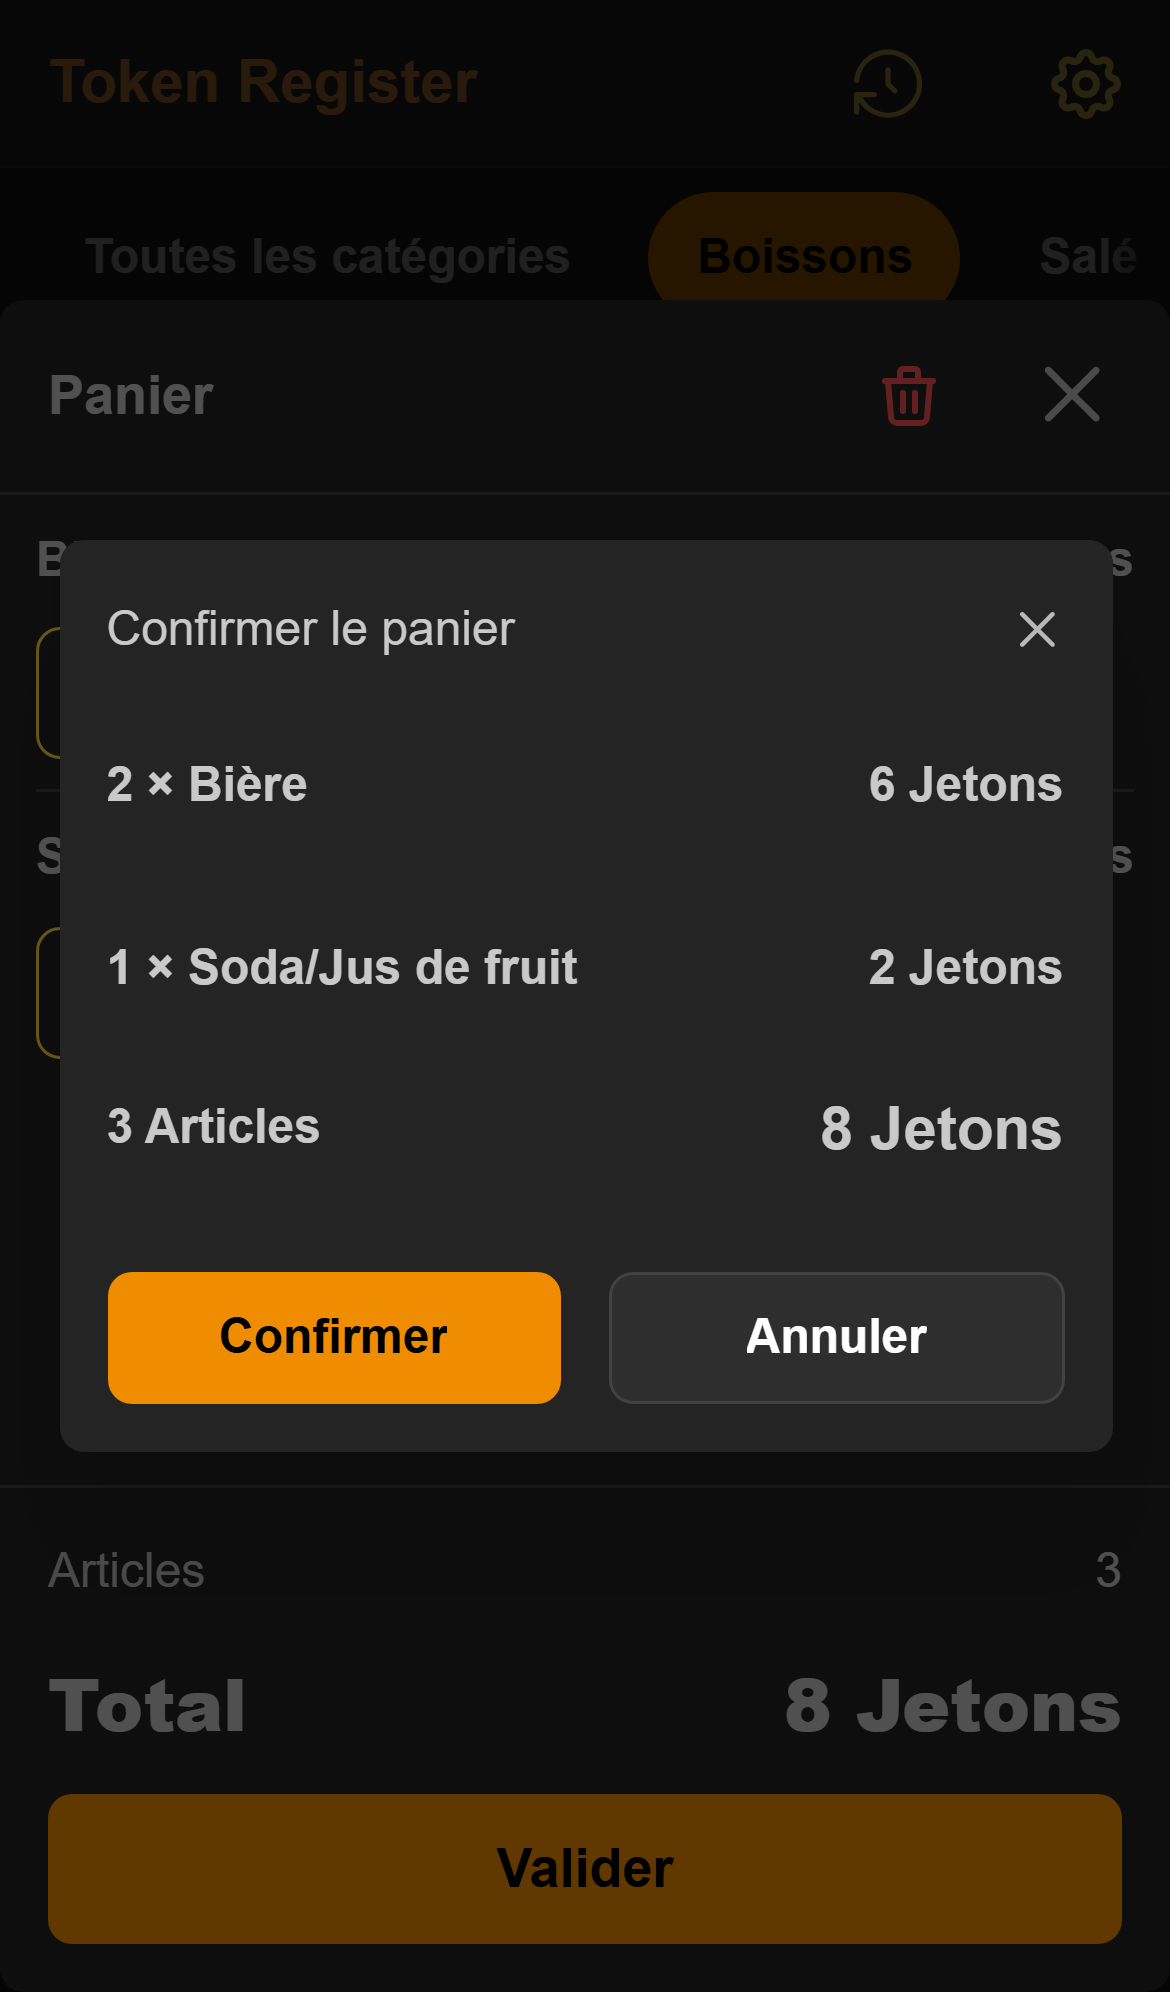 Token Register
Toutes les catégories Boissons Salé
Panier
Confirmer le panier
2 × Bière 6 Jetons
1 × Soda/Jus de fruit 2 Jetons
3 Articles 8 Jetons
Confirmer Annuler
Articles 3
Total 8 Jetons
Valider